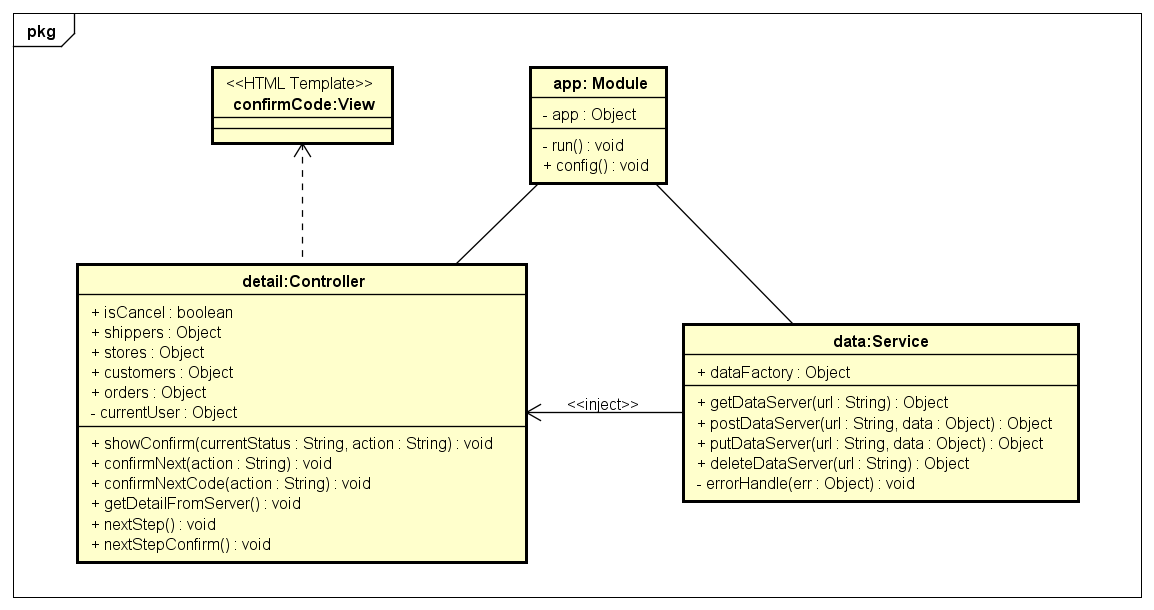 pkg
<<HTML Template>>
confirmCode:View
app: Module
- app : Object
- run() : void
+ config() : void
detail:Controller
+ isCancel : boolean
+ shippers : Object
+ stores : Object
+ customers : Object
+ orders : Object
- currentUser : Object
+ showConfirm(currentStatus : String, action : String) : void
+ confirmNext(action : String) : void
+ confirmNextCode(action : String) : void
+ getDetailFromServer() : void
+ nextStep() : void
+ nextStepConfirm() : void
<<inject>>
data:Service
+ dataFactory : Object
+ getDataServer(url : String) : Object
+ postDataServer(url : String, data : Object) : Object
+ putDataServer(url : String, data : Object) : Object
+ deleteDataServer(url : String) : Object
- errorHandle(err : Object) : void